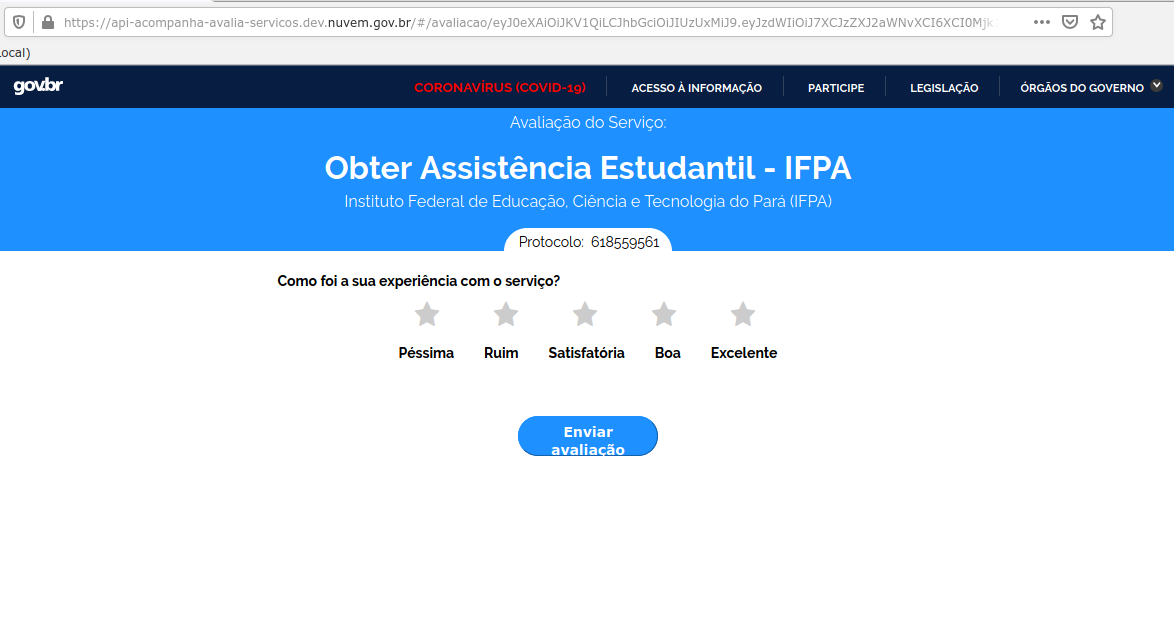 https://api-acompanha-avalia-servicos.dev.nuvem.gov.br/#/avaliacao/eyJ0eXAiOiJKV1QiLCJhbGciOiJIUzUxMiJ9.eyJzdWIiOiJ7XCJzZXJ2aWNvXCI6XCI0Mjk
ocal)
gov.br
CORONAVÍRUS (COVID-19) ACESSO À INFORMAÇÃO PARTICIPE LEGISLAÇÃO ÓRGÃOS DO GOVERNO
Avaliação do Serviço:
Obter Assistência Estudantil - IFPA
Instituto Federal de Educação, Ciência e Tecnologia do Pará (IFPA)
Protocolo: 618559561
Como foi a sua experiência com o serviço?
Péssima Ruim Satisfatória Boa Excelente
Enviar
avaliação